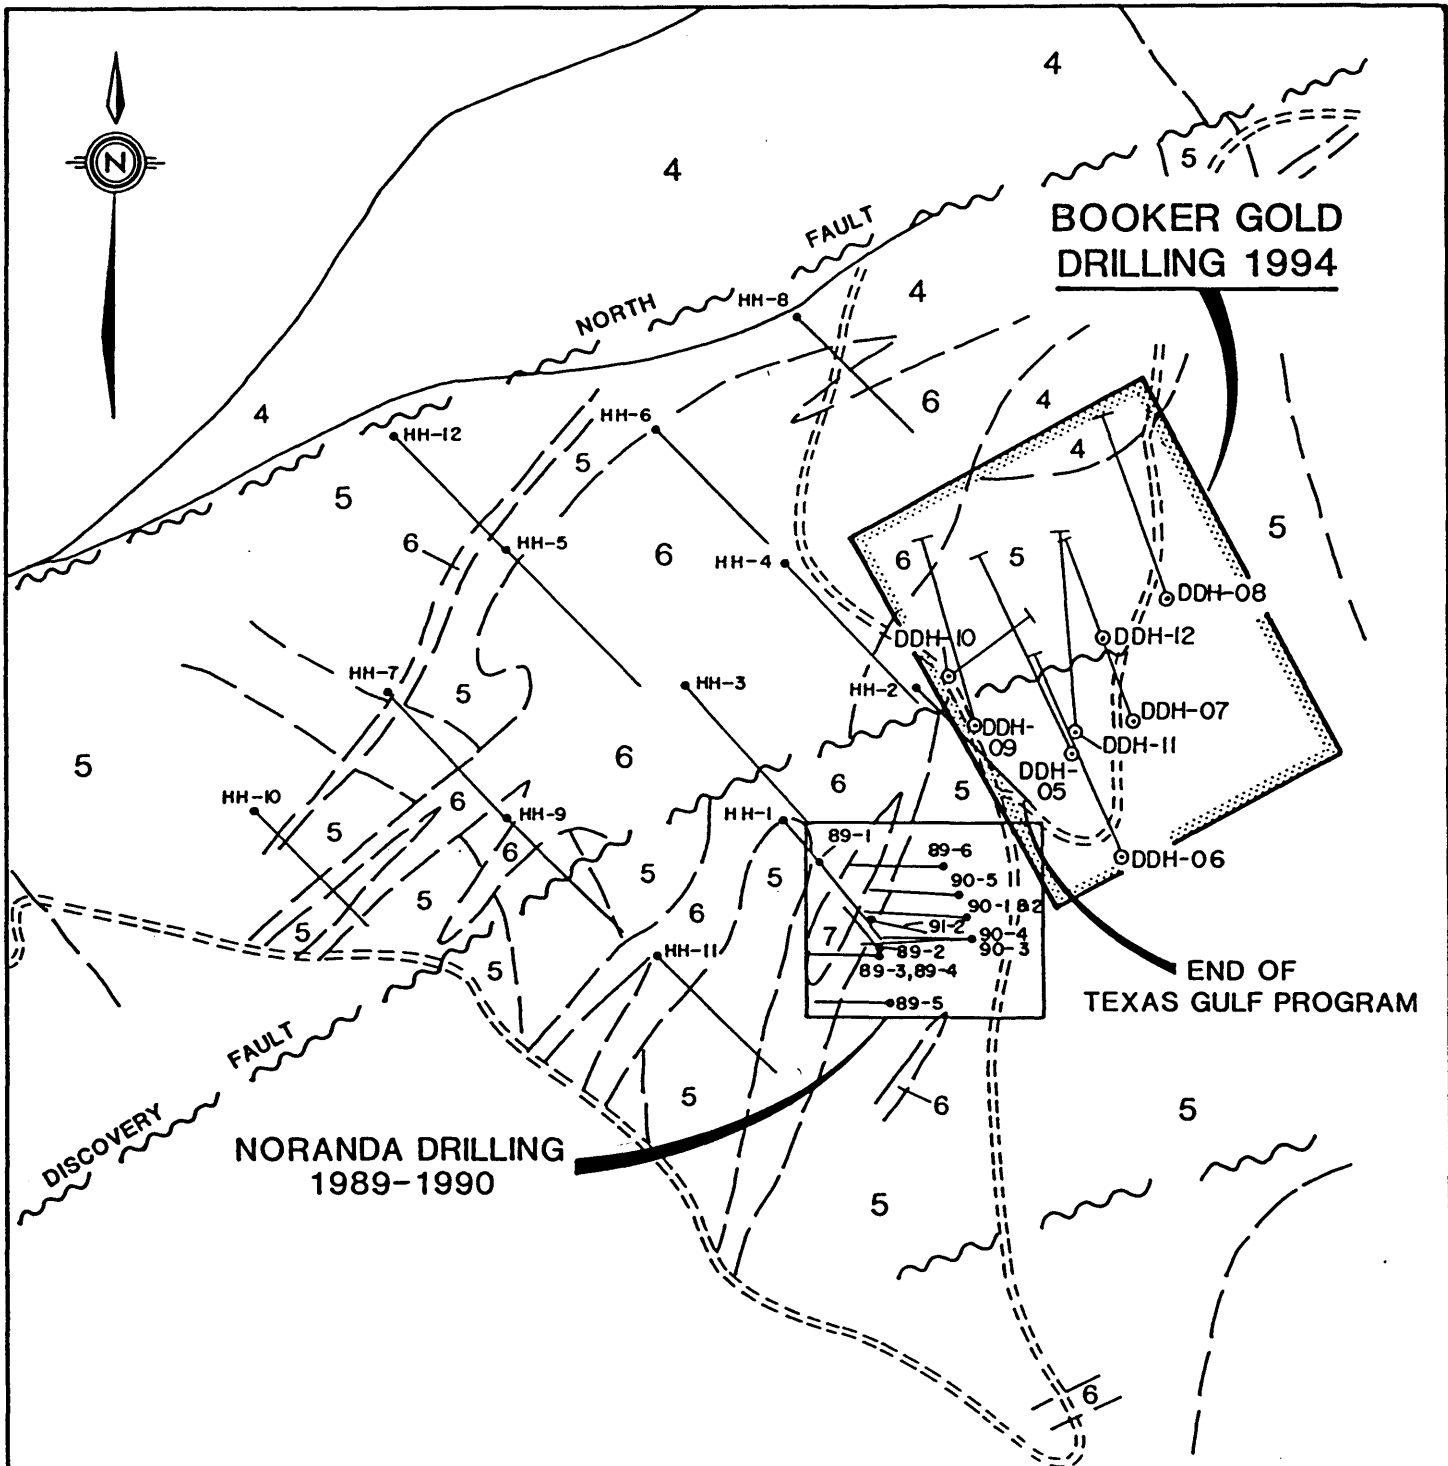 4
N
5
4
BOOKER GOLD
DRILLING 1994
FAULT
4
HH-8
NORTH
6
4
4
HH-6
HH-12
4
5
4
5
5
6
HH-5
6
HH-4
6
5
DDH-08
DDH-10
DDH-12
HH-7
HH-3
HH-2
5
DDH-07
DDH-
09
DDH-11
5
6
DDH-
05
6
5
HH-10
6
HH-9
HH-1
89-1
5
6
89-6
DDH-06
5
5
90-5
5
6
90-1&2
5
7
91-2
90-4
HH-11
89-2
90-3
5
89-3,89-4
END OF
TEXAS GULF PROGRAM
89-5
FAULT
5
6
5
DISCOVERY
NORANDA DRILLING
1989-1990
5
6